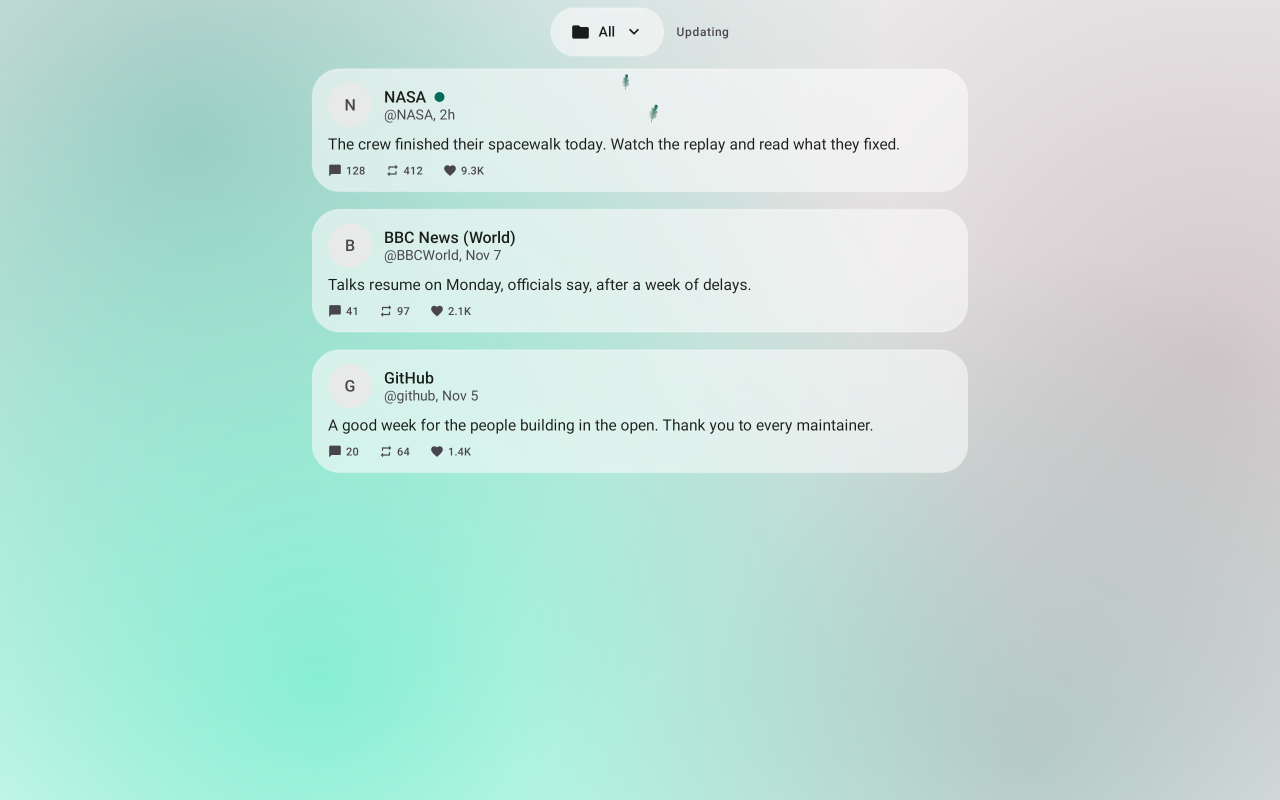 All
Updating
N
NASA
@NASA, 2h
The crew finished their spacewalk today. Watch the replay and read what they fixed.
128 412 9.3K
B
BBC News (World)
@BBCWorld, Nov 7
Talks resume on Monday, officials say, after a week of delays.
41 97 2.1K
G
GitHub
@github, Nov 5
A good week for the people building in the open. Thank you to every maintainer.
20 64 1.4K